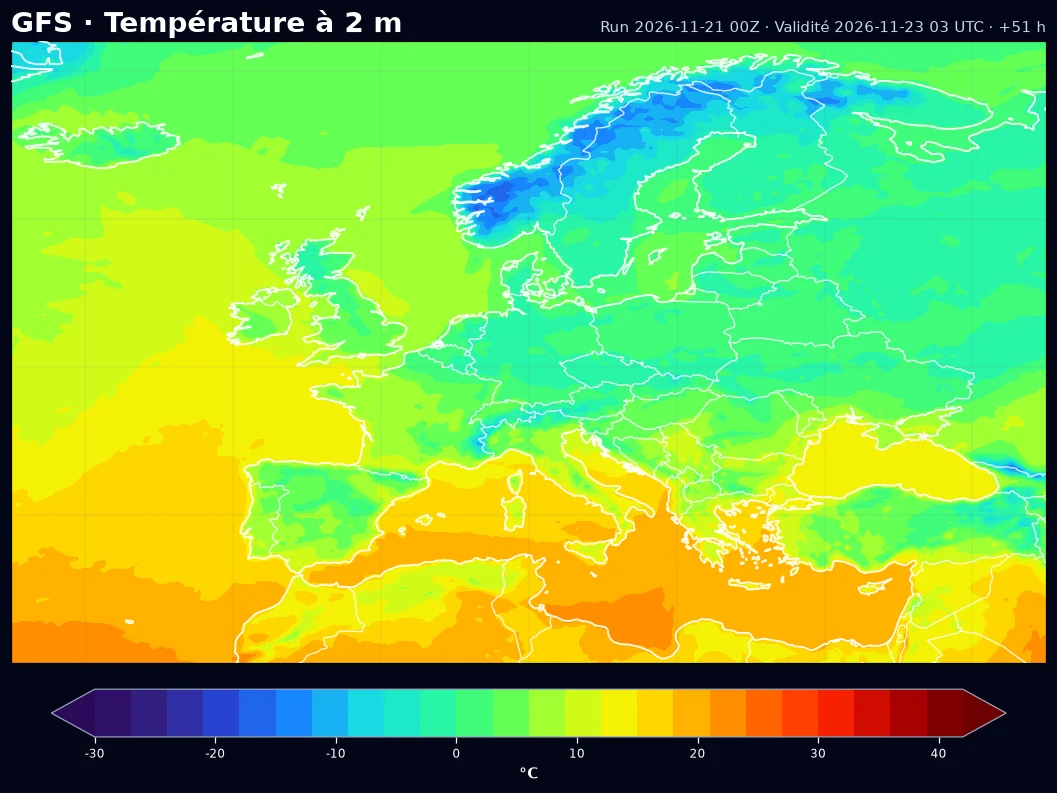 GFS · Température à 2 m
Run 2026-11-21 00Z · Validité 2026-11-23 03 UTC · +51 h
-30 -20 -10 0 10 20 30 40
°C